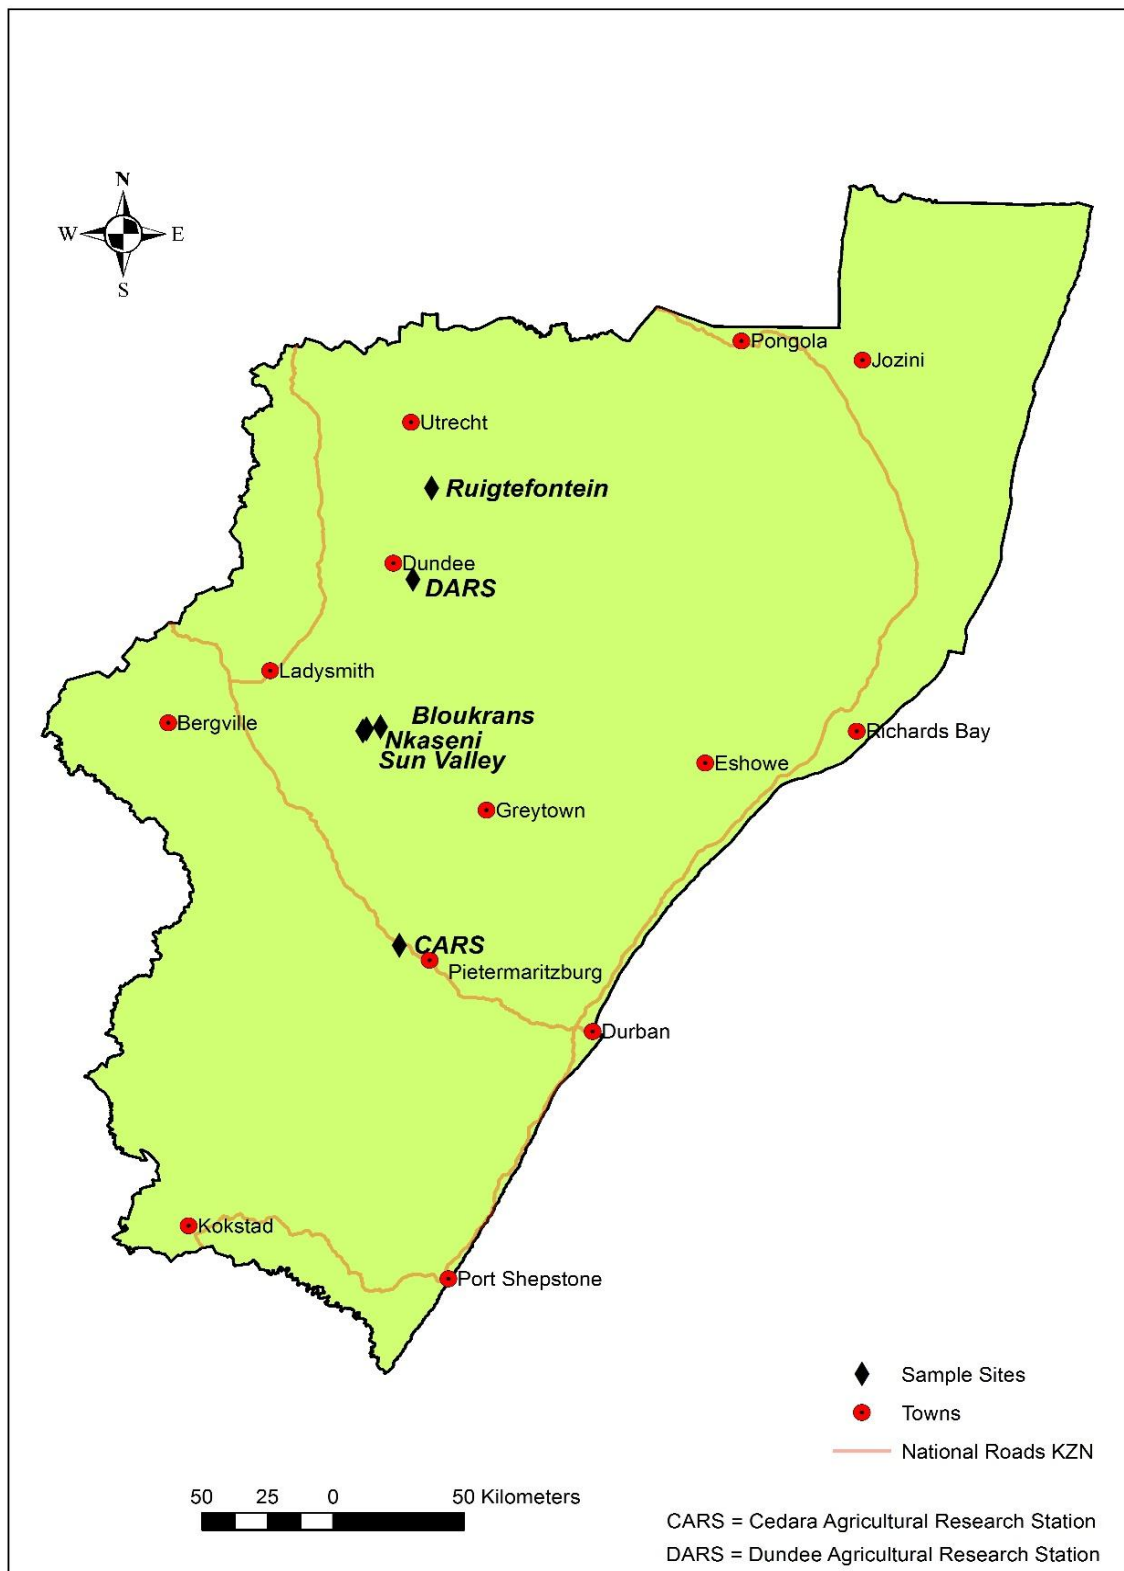 N
W E
S
Pongola
Jozini
Utrecht
Ruigtefontein
Dundee
DARS
Ladysmith
Bergville
Bloukrans
Nkaseni
Sun Valley
Richards Bay
Eshowe
Greytown
CARS
Pietermaritzburg
Durban
Kokstad
Port Shepstone
Sample Sites
Towns
National Roads KZN
50 25 0 50 Kilometers
CARS = Cedara Agricultural Research Station
DARS = Dundee Agricultural Research Station